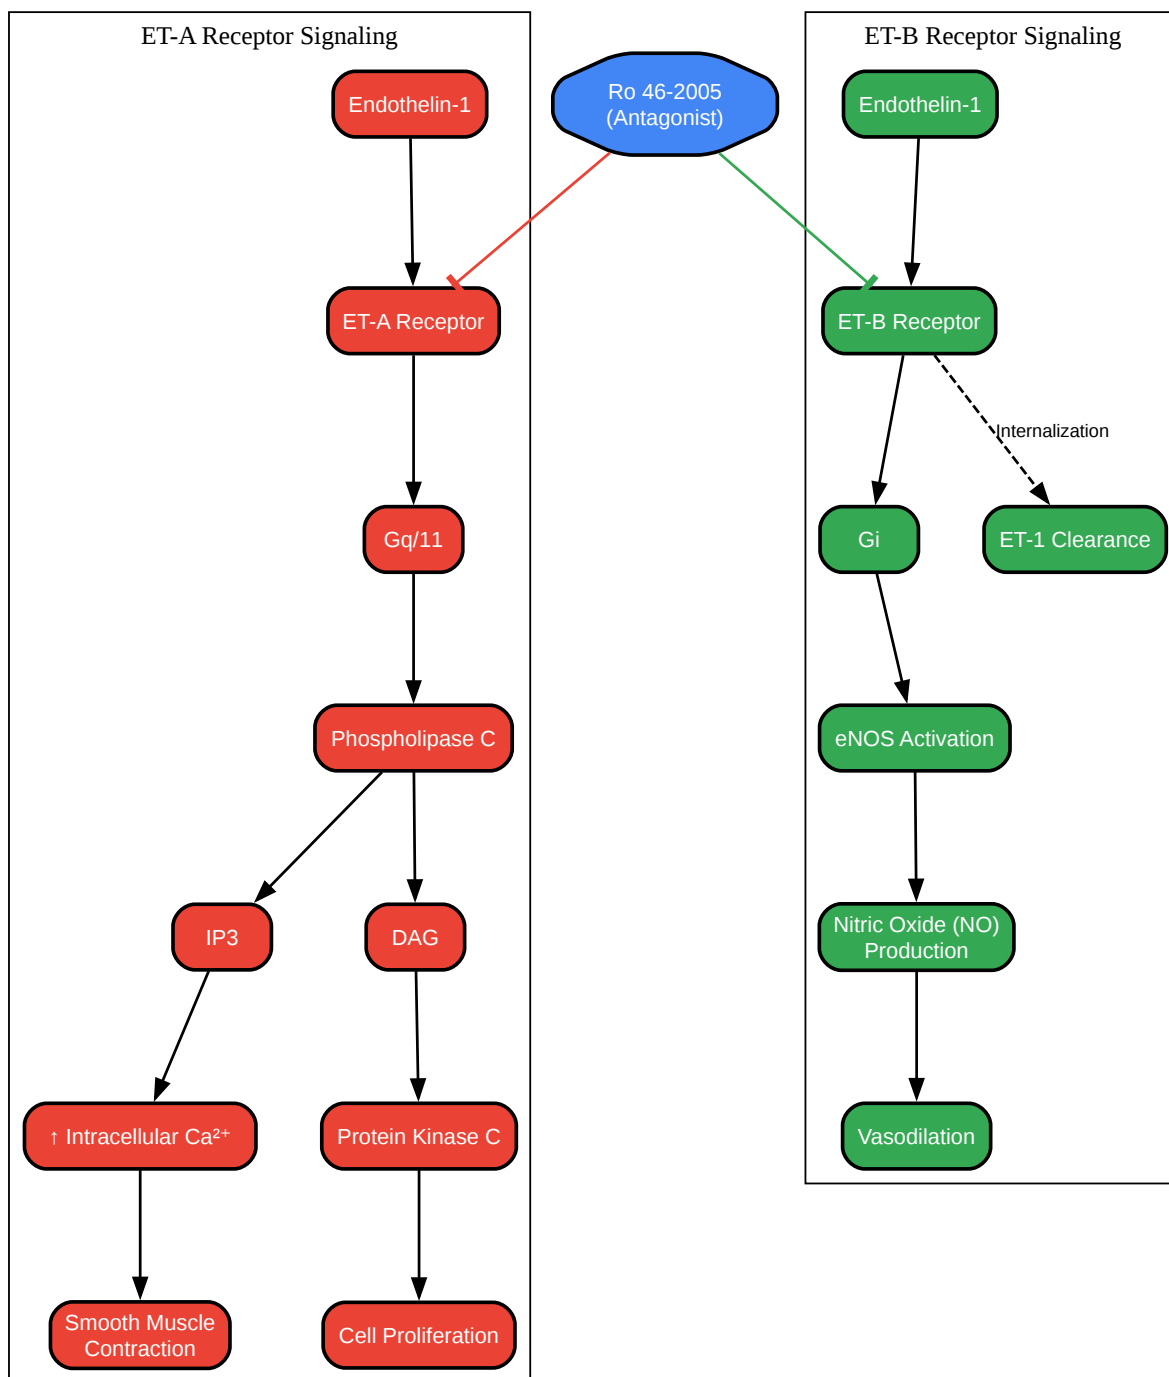 ET-A Receptor Signaling
Endothelin-1
ET-A Receptor
Gq/11
Phospholipase C
IP3
DAG
↑ Intracellular Ca²⁺
Protein Kinase C
Smooth Muscle
Contraction
Cell Proliferation
Ro 46-2005
(Antagonist)
ET-B Receptor Signaling
Endothelin-1
ET-B Receptor
Internalization
Gi
ET-1 Clearance
eNOS Activation
Nitric Oxide (NO)
Production
Vasodilation